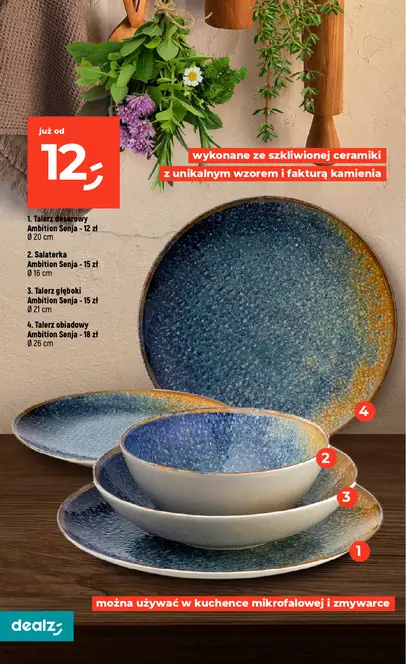 już od
12,-
wykonane ze szkliwionej ceramiki
z unikalnym wzorem i fakturą kamienia
1. Talerz deserowy
Ambition Senja - 12 zł
Ø 20 cm
2. Salaterka
Ambition Senja - 15 zł
Ø 16 cm
3. Talerz głęboki
Ambition Senja - 15 zł
Ø 21 cm
4. Talerz obiadowy
Ambition Senja - 18 zł
Ø 26 cm
4
2
3
1
można używać w kuchence mikrofalowej i zmywarce
dealz